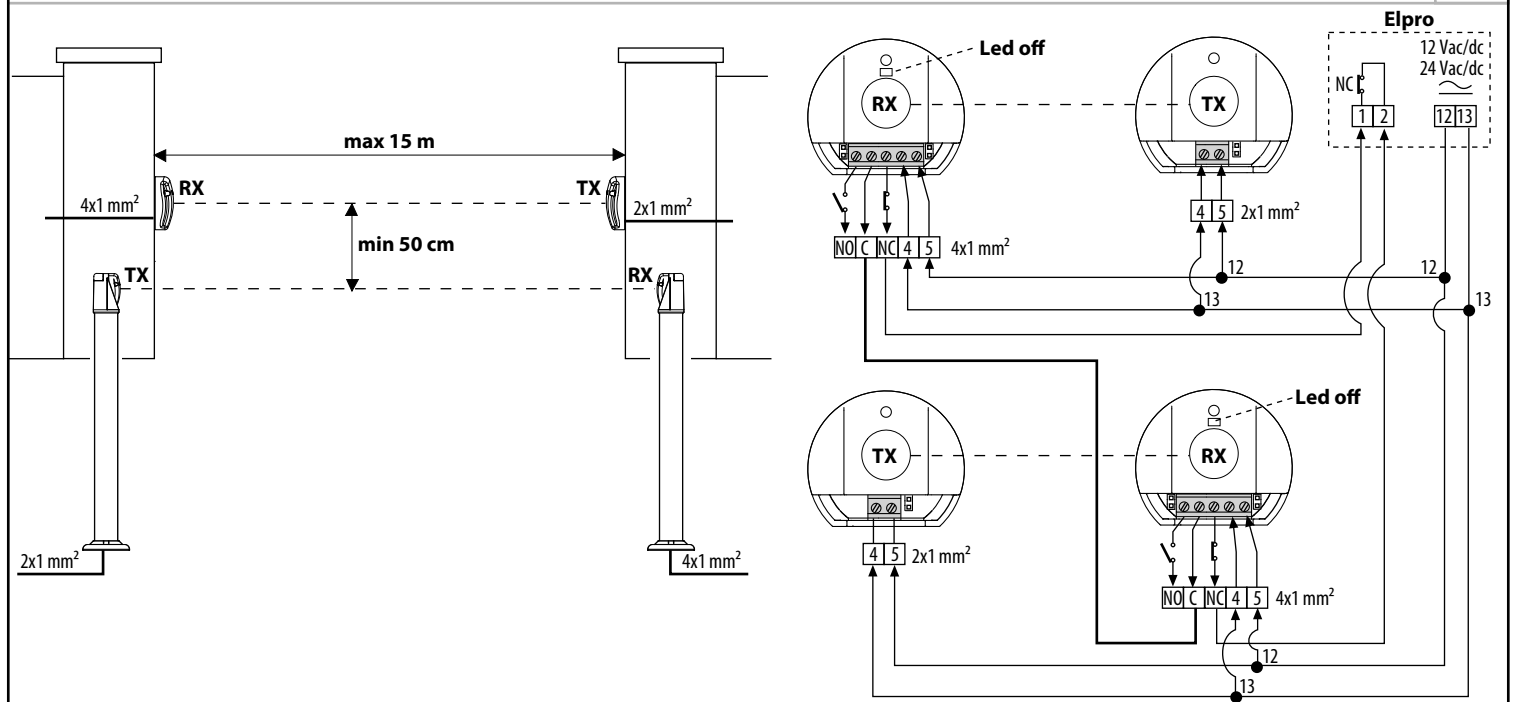 Elpro
12 Vac/dc
24 Vac/dc
NC
1 2
12 13
Led off
RX
TX
max 15 m
RX
TX
4x1 mm²
2x1 mm²
min 50 cm
TX
RX
2x1 mm²
4x1 mm²
NO C NC 4 5
4x1 mm²
4 5
2x1 mm²
12
12
13
13
Led off
TX
RX
4 5
2x1 mm²
NO C NC 4 5
4x1 mm²
12
13